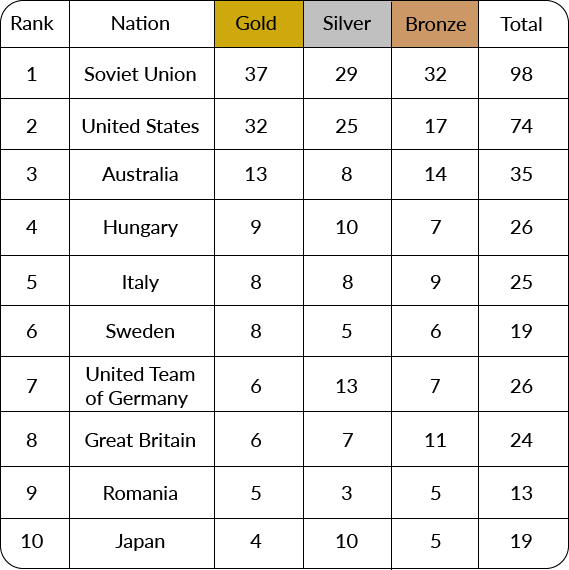 Rank Nation Gold Silver Bronze Total
1 Soviet Union 37 29 32 98
2 United States 32 25 17 74
3 Australia 13 8 14 35
4 Hungary 9 10 7 26
5 Italy 8 8 9 25
6 Sweden 8 5 6 19
7 United Team of Germany 6 13 7 26
8 Great Britain 6 7 11 24
9 Romania 5 3 5 13
10 Japan 4 10 5 19